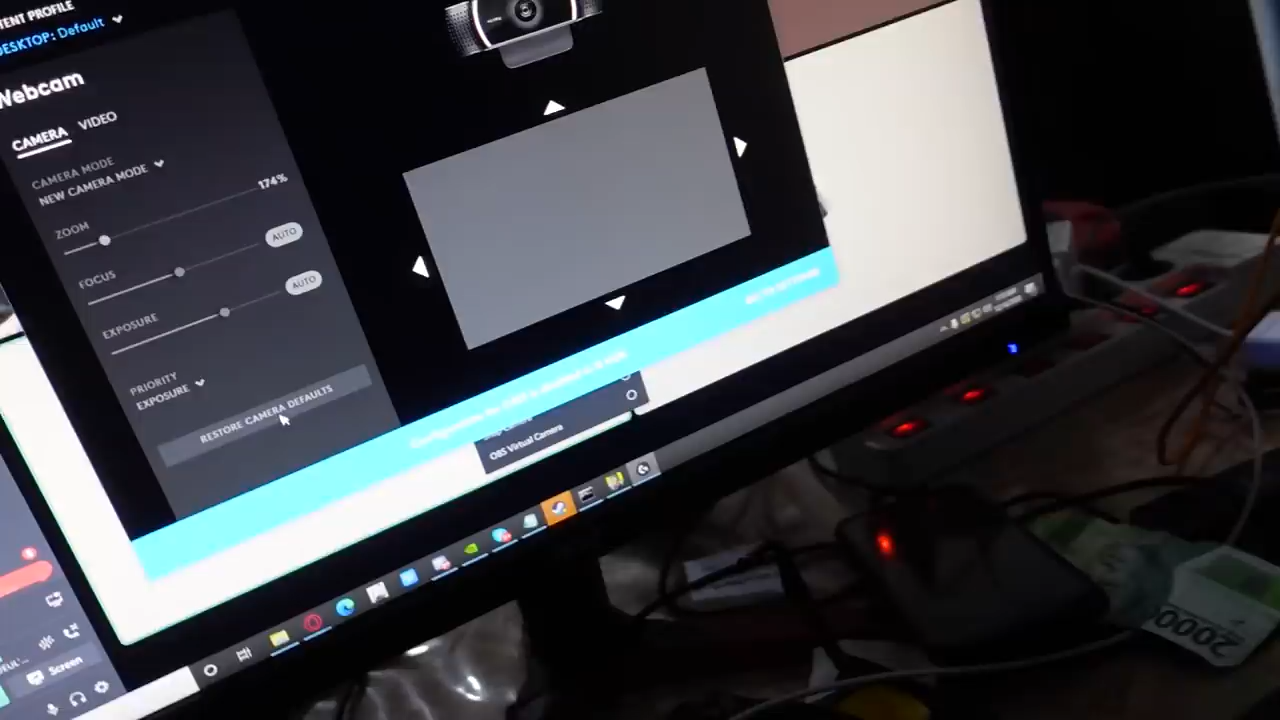 TENT PROFILE
DESKTOP: Default
Webcam
CAMERA
VIDEO
CAMERA MODE
NEW CAMERA MODE
174%
ZOOM
AUTO
FOCUS
AUTO
EXPOSURE
PRIORITY
EXPOSURE
RESTORE CAMERA DEFAULTS
OBS Virtual Camera
Screen
2000